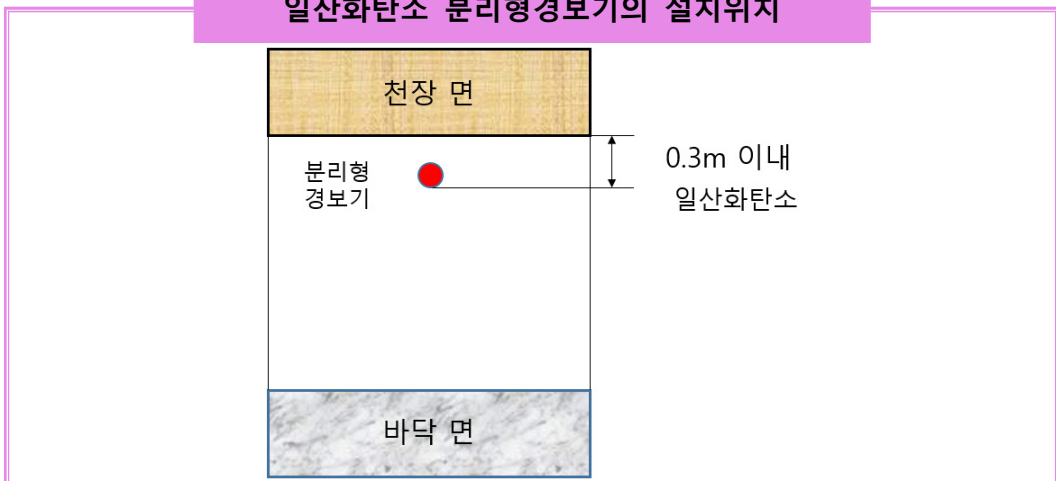 일산화탄소 분리형경보기의 설치위치
천장 면
분리형
경보기
0.3m 이내
일산화탄소
바닥 면